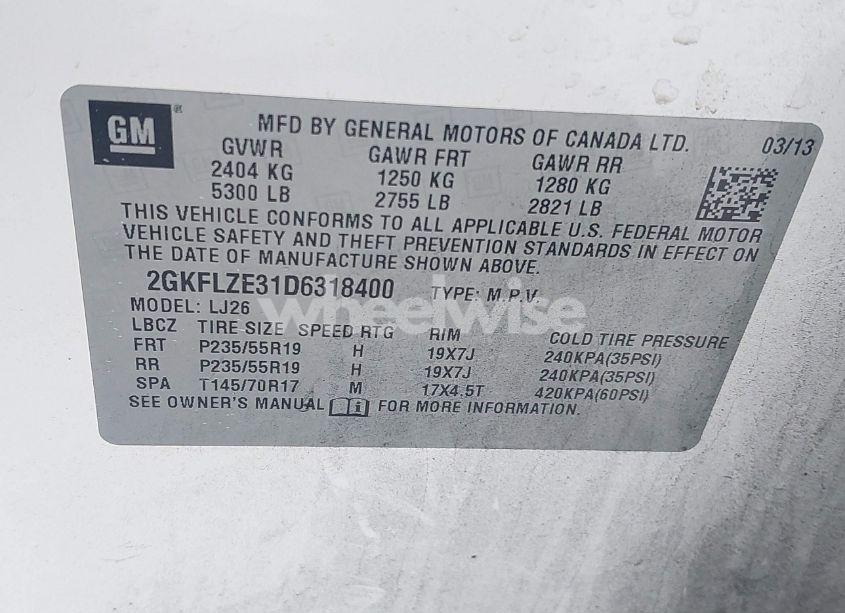 GM ®
MFD BY GENERAL MOTORS OF CANADA LTD. 03/13
GVWR GAWR FRT GAWR RR
2404 KG 1250 KG 1280 KG
5300 LB 2755 LB 2821 LB
THIS VEHICLE CONFORMS TO ALL APPLICABLE U.S. FEDERAL MOTOR
VEHICLE SAFETY AND THEFT PREVENTION STANDARDS IN EFFECT ON
THE DATE OF MANUFACTURE SHOWN ABOVE.
2GKFLZE31D6318400 TYPE: M.P.V.
MODEL: LJ26
LBCZ TIRE SIZE SPEED RTG RIM COLD TIRE PRESSURE
FRT P235/55R19 H 19X7J 240KPA(35PSI)
RR P235/55R19 H 19X7J 240KPA(35PSI)
SPA T145/70R17 M 17X4.5T 420KPA(60PSI)
SEE OWNER'S MANUAL i FOR MORE INFORMATION.
wheelwise